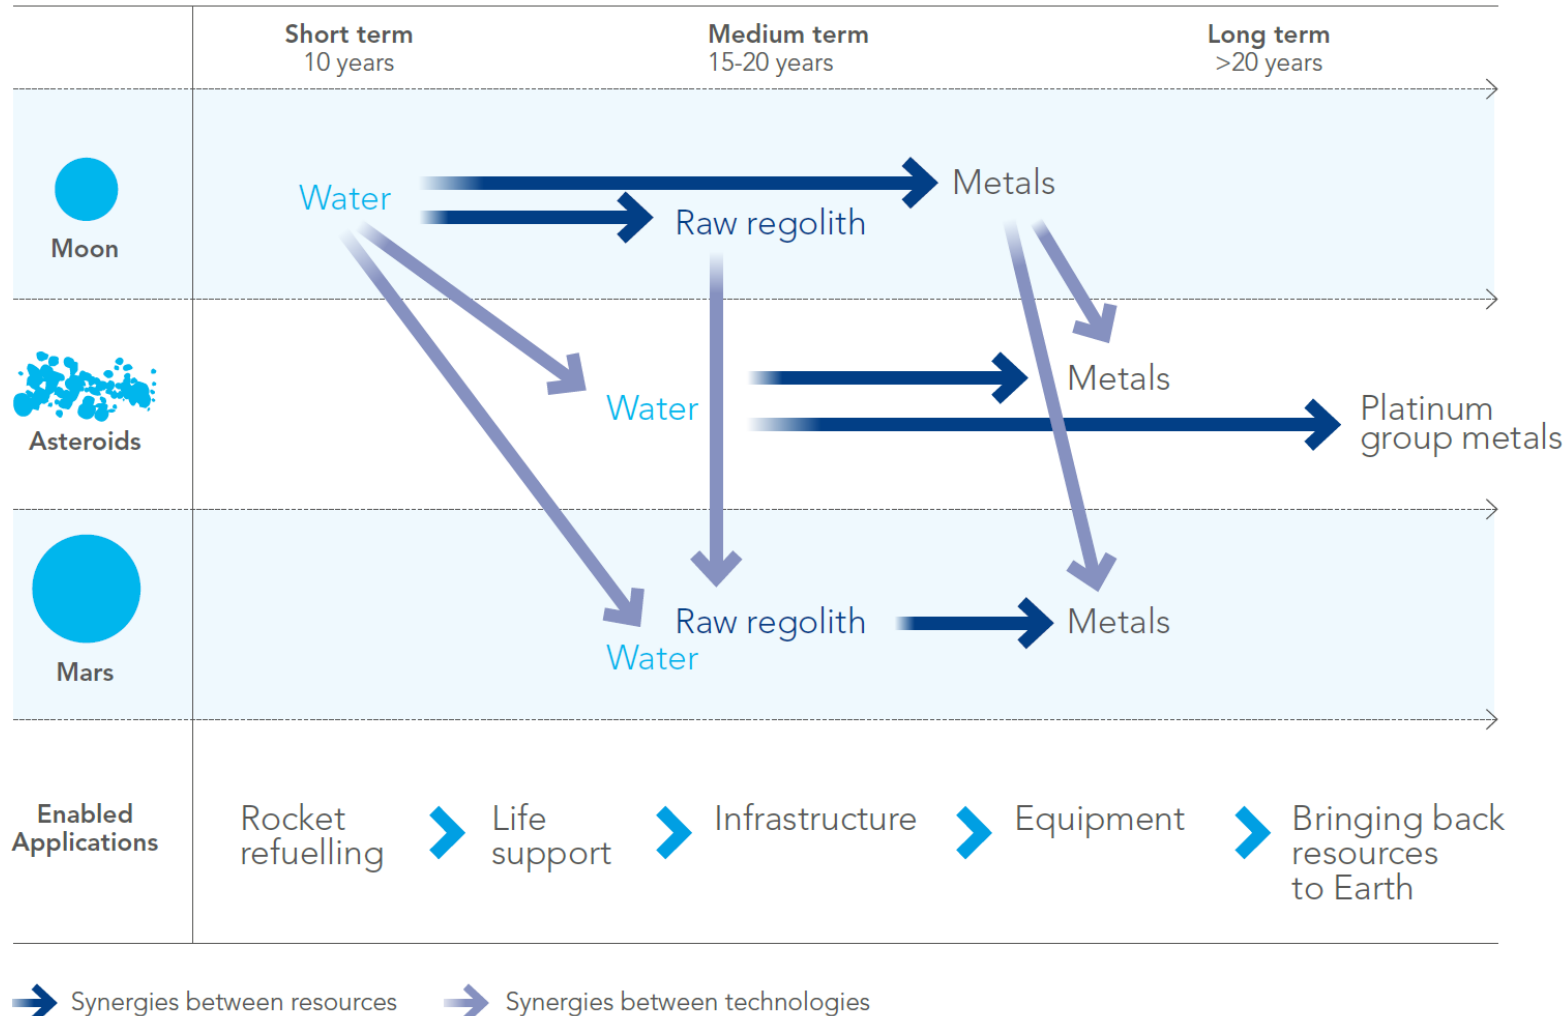 Short term
10 years
Medium term
15-20 years
Long term
>20 years
Moon
Water
Metals
Raw regolith
Asteroids
Water
Metals
Platinum
group metals
Mars
Raw regolith
Water
Metals
Enabled
Applications
Rocket
refuelling
Life
support
Infrastructure
Equipment
Bringing back
resources
to Earth
Synergies between resources
Synergies between technologies